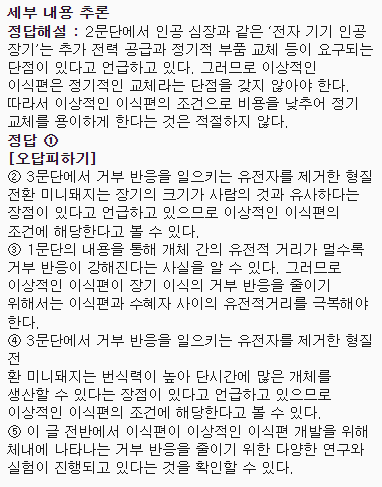 세부 내용 추론
정답해설 : 2문단에서 인공 심장과 같은 ‘전자 기기 인공
장기’는 추가 전력 공급과 정기적 부품 교체 등이 요구되는
단점이 있다고 언급하고 있다. 그러므로 이상적인
이식편은 정기적인 교체라는 단점을 갖지 않아야 한다.
따라서 이상적인 이식편의 조건으로 비용을 낮추어 정기
교체를 용이하게 한다는 것은 적절하지 않다.
정답 ①
[오답피하기]
② 3문단에서 거부 반응을 일으키는 유전자를 제거한 형질
전환 미니돼지는 장기의 크기가 사람의 것과 유사하다는
장점이 있다고 언급하고 있으므로 이상적인 이식편의
조건에 해당한다고 볼 수 있다.
③ 1문단의 내용을 통해 개체 간의 유전적 거리가 멀수록
거부 반응이 강해진다는 사실을 알 수 있다. 그러므로
이상적인 이식편이 장기 이식의 거부 반응을 줄이기
위해서는 이식편과 수혜자 사이의 유전적거리를 극복해야
한다.
④ 3문단에서 거부 반응을 일으키는 유전자를 제거한 형질
전
환 미니돼지는 번식력이 높아 단시간에 많은 개체를
생산할 수 있다는 장점이 있다고 언급하고 있으므로
이상적인 이식편의 조건에 해당한다고 볼 수 있다.
⑤ 이 글 전반에서 이식편이 이상적인 이식편 개발을 위해
체내에 나타나는 거부 반응을 줄이기 위한 다양한 연구와
실험이 진행되고 있다는 것을 확인할 수 있다.